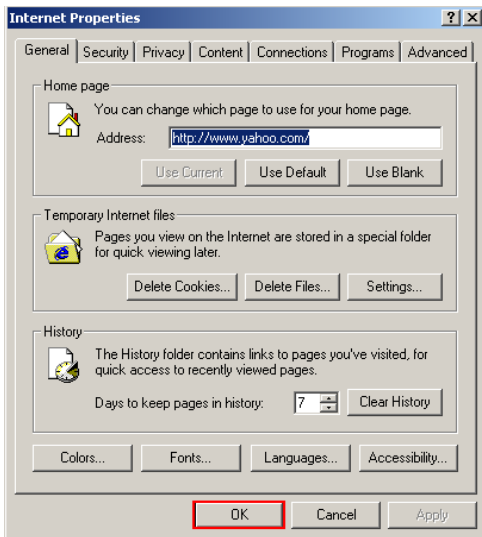 Internet Properties
General Security Privacy Content Connections Programs Advanced
Home page
You can change which page to use for your home page.
Address: http://www.yahoo.com/
Use Current Use Default Use Blank
Temporary Internet files
Pages you view on the Internet are stored in a special folder
for quick viewing later.
Delete Cookies... Delete Files... Settings...
History
The History folder contains links to pages you've visited, for
quick access to recently viewed pages.
Days to keep pages in history: 7 Clear History
Colors... Fonts... Languages... Accessibility...
OK Cancel Apply